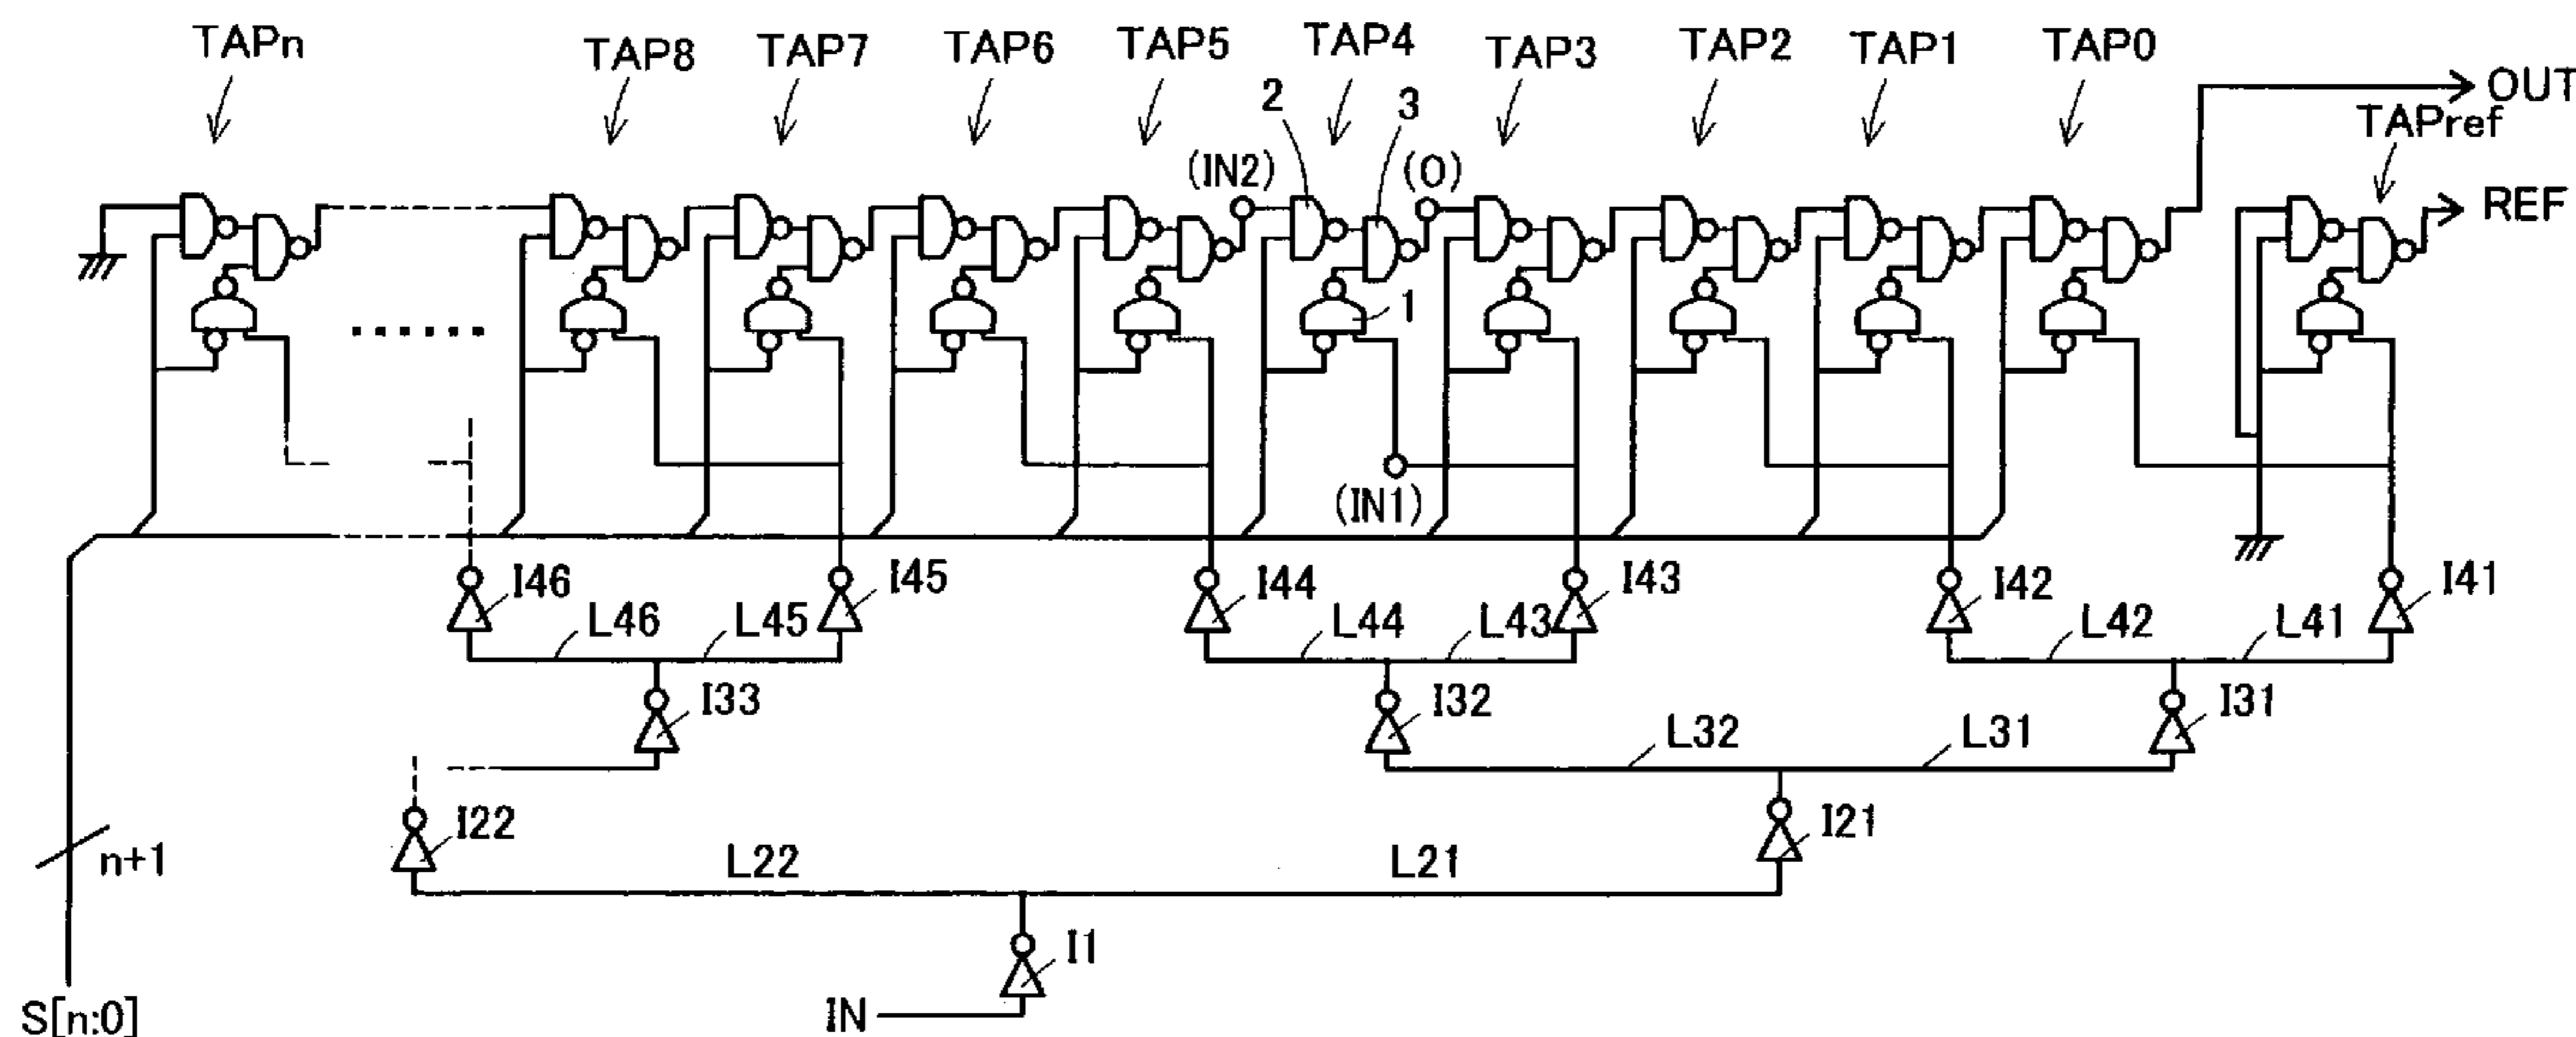 TAPn
TAP8
TAP7
TAP6
TAP5
TAP4
TAP3
TAP2
TAP1
TAP0
OUT
TAPref
REF
2
3
(IN2)
(O)
1
(IN1)
I46
I45
I44
I43
I42
I41
L46
L45
L44
L43
L42
L41
I33
I32
I31
L32
L31
I22
I21
n+1
L22
L21
I1
IN
S[n:0]